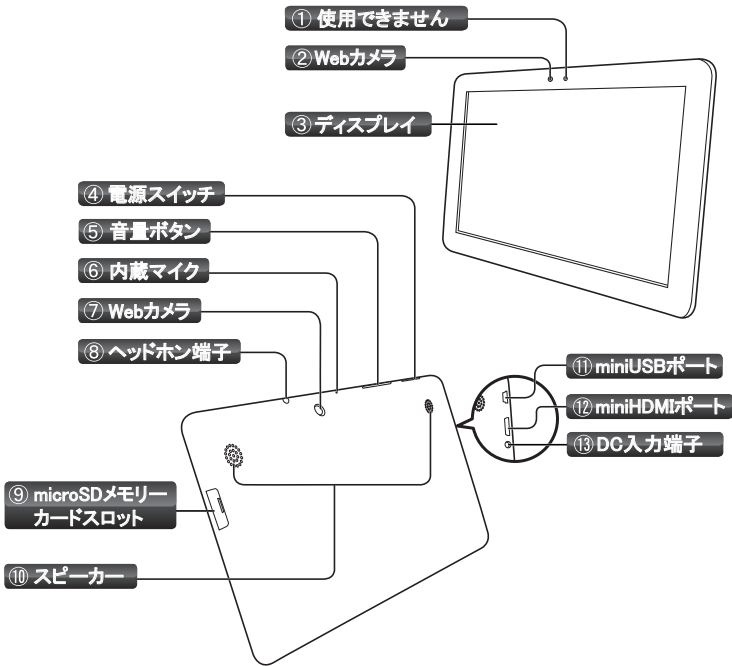 ① 使用できません
② Webカメラ
③ ディスプレイ
④ 電源スイッチ
⑤ 音量ボタン
⑥ 内蔵マイク
⑦ Webカメラ
⑧ ヘッドホン端子
⑨ microSDメモリー
カードスロット
⑩ スピーカー
⑪ miniUSBポート
⑫ miniHDMIポート
⑬ DC入力端子